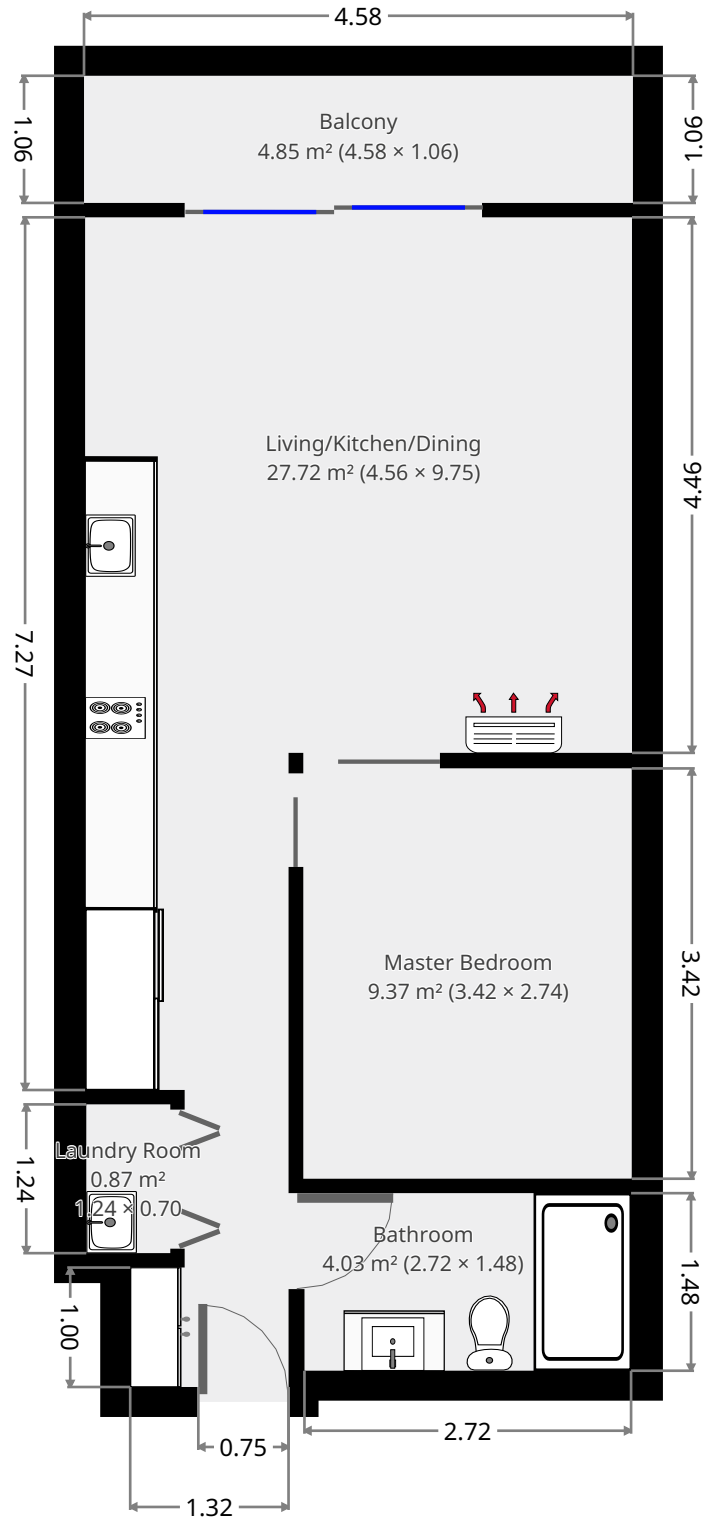 4.58
1.06
1.06
Balcony
4.85 m² (4.58 × 1.06)
Living/Kitchen/Dining
27.72 m² (4.56 × 9.75)
4.46
7.27
Master Bedroom
9.37 m² (3.42 × 2.74)
3.42
Laundry Room
0.87 m²
1.24 × 0.70
1.24
Bathroom
4.03 m² (2.72 × 1.48)
1.48
1.00
2.72
0.75
1.32